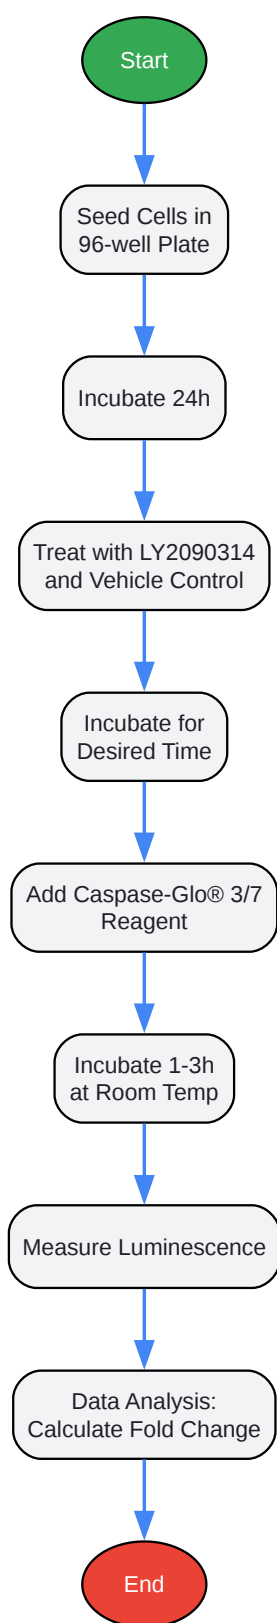 Start
Seed Cells in
96-well Plate
Incubate 24h
Treat with LY2090314
and Vehicle Control
Incubate for
Desired Time
Add Caspase-Glo® 3/7
Reagent
Incubate 1-3h
at Room Temp
Measure Luminescence
Data Analysis:
Calculate Fold Change
End